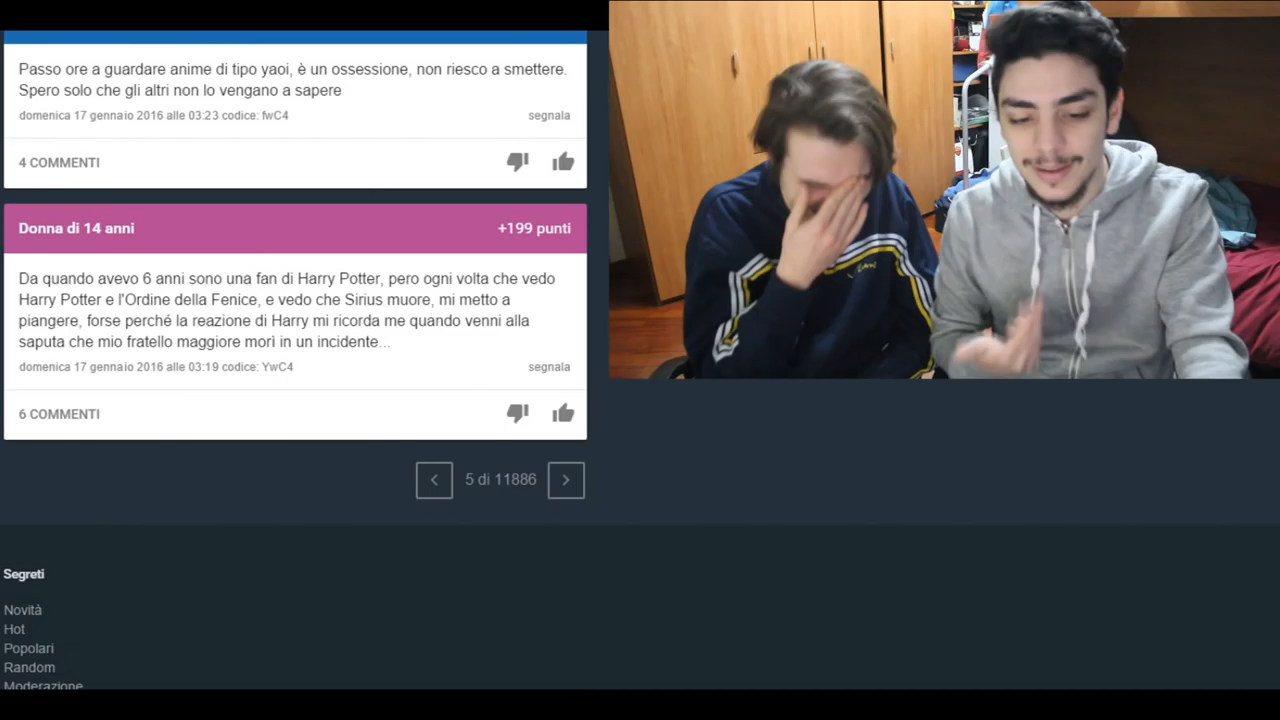 Passo ore a guardare anime di tipo yaoi, è un ossessione, non riesco a smettere.
Spero solo che gli altri non lo vengano a sapere
domenica 17 gennaio 2016 alle 03:23 codice: fwC4 segnala
4 COMMENTI
Donna di 14 anni +199 punti
Da quando avevo 6 anni sono una fan di Harry Potter, pero ogni volta che vedo
Harry Potter e l'Ordine della Fenice, e vedo che Sirius muore, mi metto a
piangere, forse perché la reazione di Harry mi ricorda me quando venni alla
saputa che mio fratello maggiore morì in un incidente...
domenica 17 gennaio 2016 alle 03:19 codice: YwC4 segnala
6 COMMENTI
5 di 11886
Segreti
Novità
Hot
Popolari
Random
Moderazione